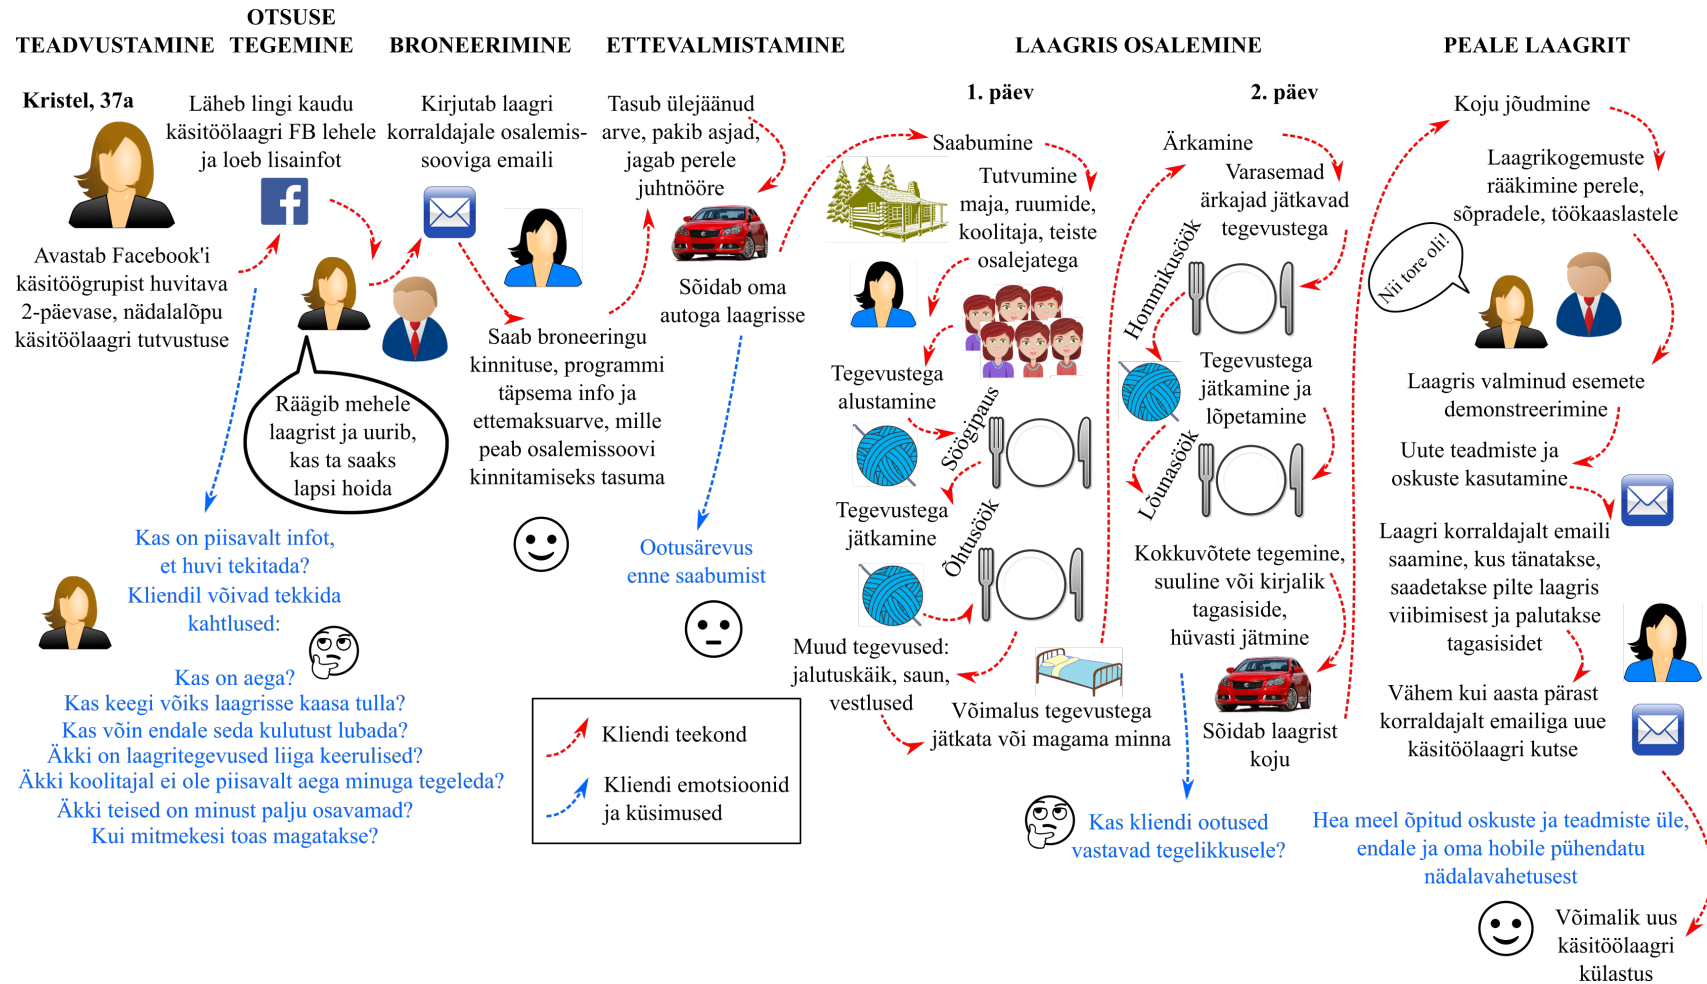 TEADVUSTAMINE
OTSUSE
TEGEMINE
BRONEERIMINE
ETTEVALMISTAMINE
LAAGRIS OSALEMINE
PEALE LAAGRIT
Kristel, 37a
Avastab Facebook'i
käsitöögrupist huvitava
2-päevase, nädalalõpu
käsitöölaagri tutvustuse
Läheb lingi kaudu
käsitöölaagri FB lehele
ja loeb lisainfot
Räägib mehele
laagrist ja uurib,
kas ta saaks
lapsi hoida
Kirjutab laagri
korraldajale osalemis-
sooviga emaili
Saab broneeringu
kinnituse, programmi
täpsema info ja
ettemaksuarve, mille
peab osalemissoovi
kinnitamiseks tasuma
Tasub ülejäänud
arve, pakib asjad,
jagab perele
juhtnööre
Sõidab oma
autoga laagrisse
Ootusärevus
enne saabumist
Kas on piisavalt infot,
et huvi tekitada?
Kliendil võivad tekkida
kahtlused:
Kas on aega?
Kas keegi võiks laagrisse kaasa tulla?
Kas võin endale seda kulutust lubada?
Äkki on laagritegevused liiga keerulised?
Äkki koolitajal ei ole piisavalt aega minuga tegeleda?
Äkki teised on minust palju osavamad?
Kui mitmekesi toas magatakse?
Kliendi teekond
Kliendi emotsioonid
ja küsimused
1. päev
Saabumine
Tutvumine
maja, ruumide,
koolitaja, teiste
osalejatega
Tegevustega
alustamine
Söögipaus
Tegevustega
jätkamine
Õhtusöök
Muud tegevused:
jalutuskäik, saun,
vestlused
Võimalus tegevustega
jätkata või magama minna
2. päev
Ärkamine
Varasemad
ärkajad jätkavad
tegevustega
Hommikusöök
Tegevustega
jätkamine ja
lõpetamine
Lõunasöök
Kokkuvõtete tegemine,
suuline või kirjalik
tagasiside,
hüvasti jätmine
Sõidab laagrist
koju
Kas kliendi ootused
vastavad tegelikkusele?
Koju jõudmine
Laagrikogemuste
rääkimine perele,
sõpradele, töökaaslastele
Nii tore oli!
Laagris valminud esemete
demonstreerimine
Uute teadmiste ja
oskuste kasutamine
Laagri korraldajalt emaili
saamine, kus tänatakse,
saadetakse pilte laagris
viibimisest ja palutakse
tagasisidet
Vähem kui aasta pärast
korraldajalt emailiga uue
käsitöölaagri kutse
Hea meel õpitud oskuste ja teadmiste üle,
endale ja oma hobile pühendatu
nädalavahetusest
Võimalik uus
käsitöölaagri
külastus